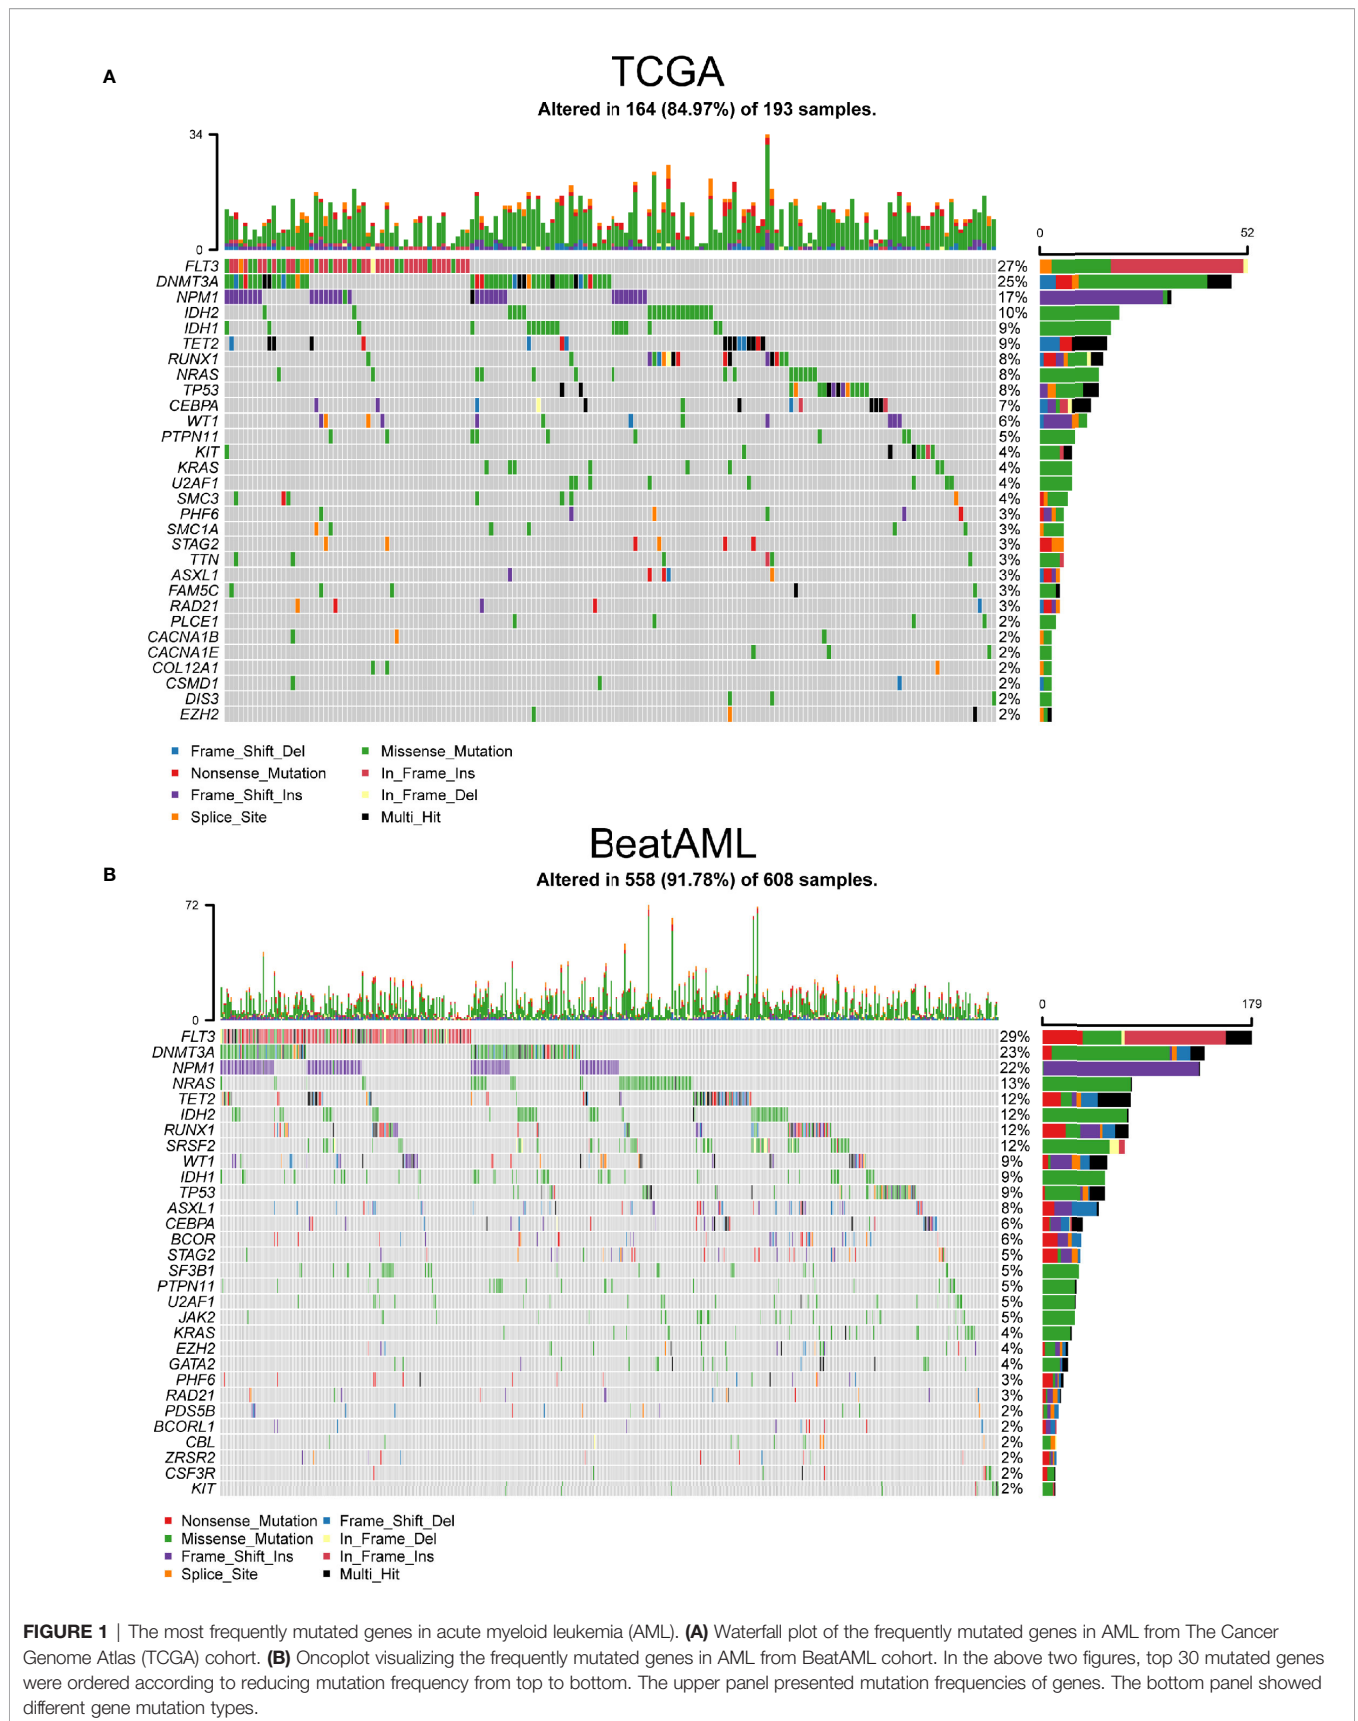 A
TCGA
Altered in 164 (84.97%) of 193 samples.
34
0
0 52
FLT3 27%
DNMT3A 25%
NPM1 17%
IDH2 10%
IDH1 9%
TET2 9%
RUNX1 8%
NRAS 8%
TP53 8%
CEBPA 7%
WT1 6%
PTPN11 5%
KIT 4%
KRAS 4%
U2AF1 4%
SMC3 4%
PHF6 3%
SMC1A 3%
STAG2 3%
TTN 3%
ASXL1 3%
FAM5C 3%
RAD21 3%
PLCE1 2%
CACNA1B 2%
CACNA1E 2%
COL12A1 2%
CSMD1 2%
DIS3 2%
EZH2 2%
Frame_Shift_Del Missense_Mutation
Nonsense_Mutation In_Frame_Ins
Frame_Shift_Ins In_Frame_Del
Splice_Site Multi_Hit
BeatAML
B
Altered in 558 (91.78%) of 608 samples.
72
0
0 179
FLT3 29%
DNMT3A 23%
NPM1 22%
NRAS 13%
TET2 12%
IDH2 12%
RUNX1 12%
SRSF2 12%
WT1 9%
IDH1 9%
TP53 9%
ASXL1 8%
CEBPA 6%
BCOR 6%
STAG2 5%
SF3B1 5%
PTPN11 5%
U2AF1 5%
JAK2 5%
KRAS 4%
EZH2 4%
GATA2 4%
PHF6 3%
RAD21 3%
PDS5B 2%
BCORL1 2%
CBL 2%
ZRSR2 2%
CSF3R 2%
KIT 2%
Nonsense_Mutation Frame_Shift_Del
Missense_Mutation In_Frame_Del
Frame_Shift_Ins In_Frame_Ins
Splice_Site Multi_Hit
FIGURE 1 | The most frequently mutated genes in acute myeloid leukemia (AML). (A) Waterfall plot of the frequently mutated genes in AML from The Cancer
Genome Atlas (TCGA) cohort. (B) Oncoplot visualizing the frequently mutated genes in AML from BeatAML cohort. In the above two figures, top 30 mutated genes
were ordered according to reducing mutation frequency from top to bottom. The upper panel presented mutation frequencies of genes. The bottom panel showed
different gene mutation types.